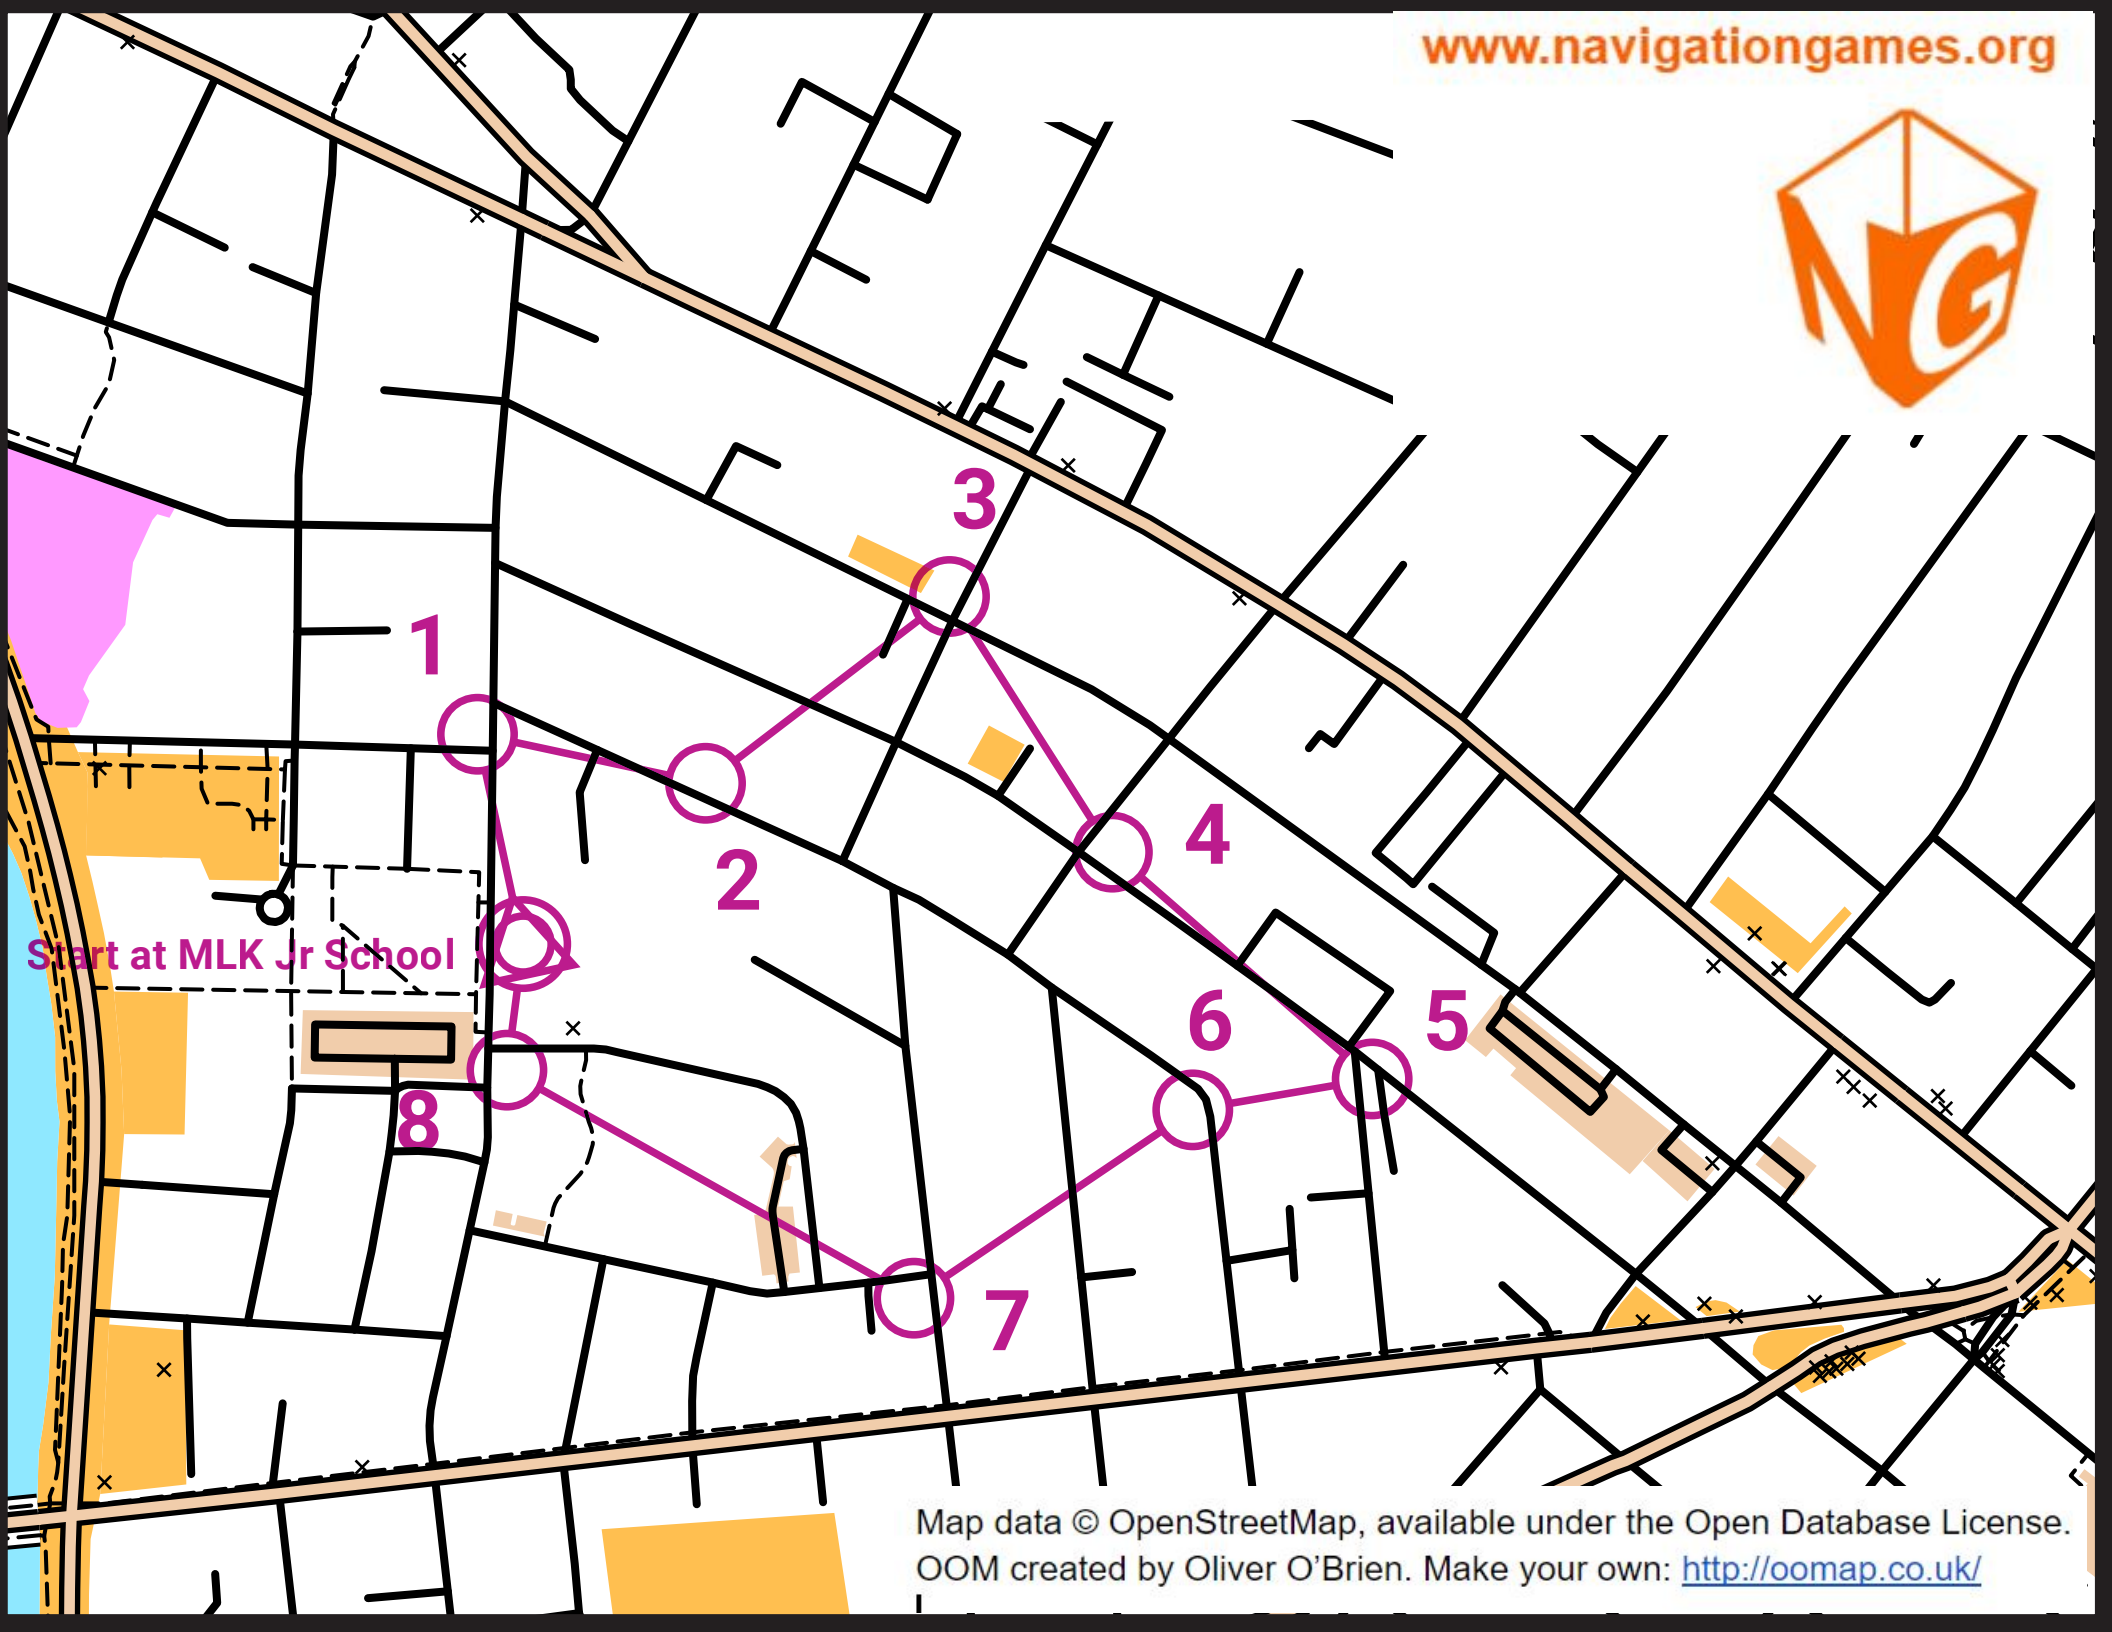 www.navigationgames.org
NG
3
1
4
2
Start at MLK Jr School
5
6
8
7
Map data © OpenStreetMap, available under the Open Database License.
OOM created by Oliver O’Brien. Make your own: http://oomap.co.uk/